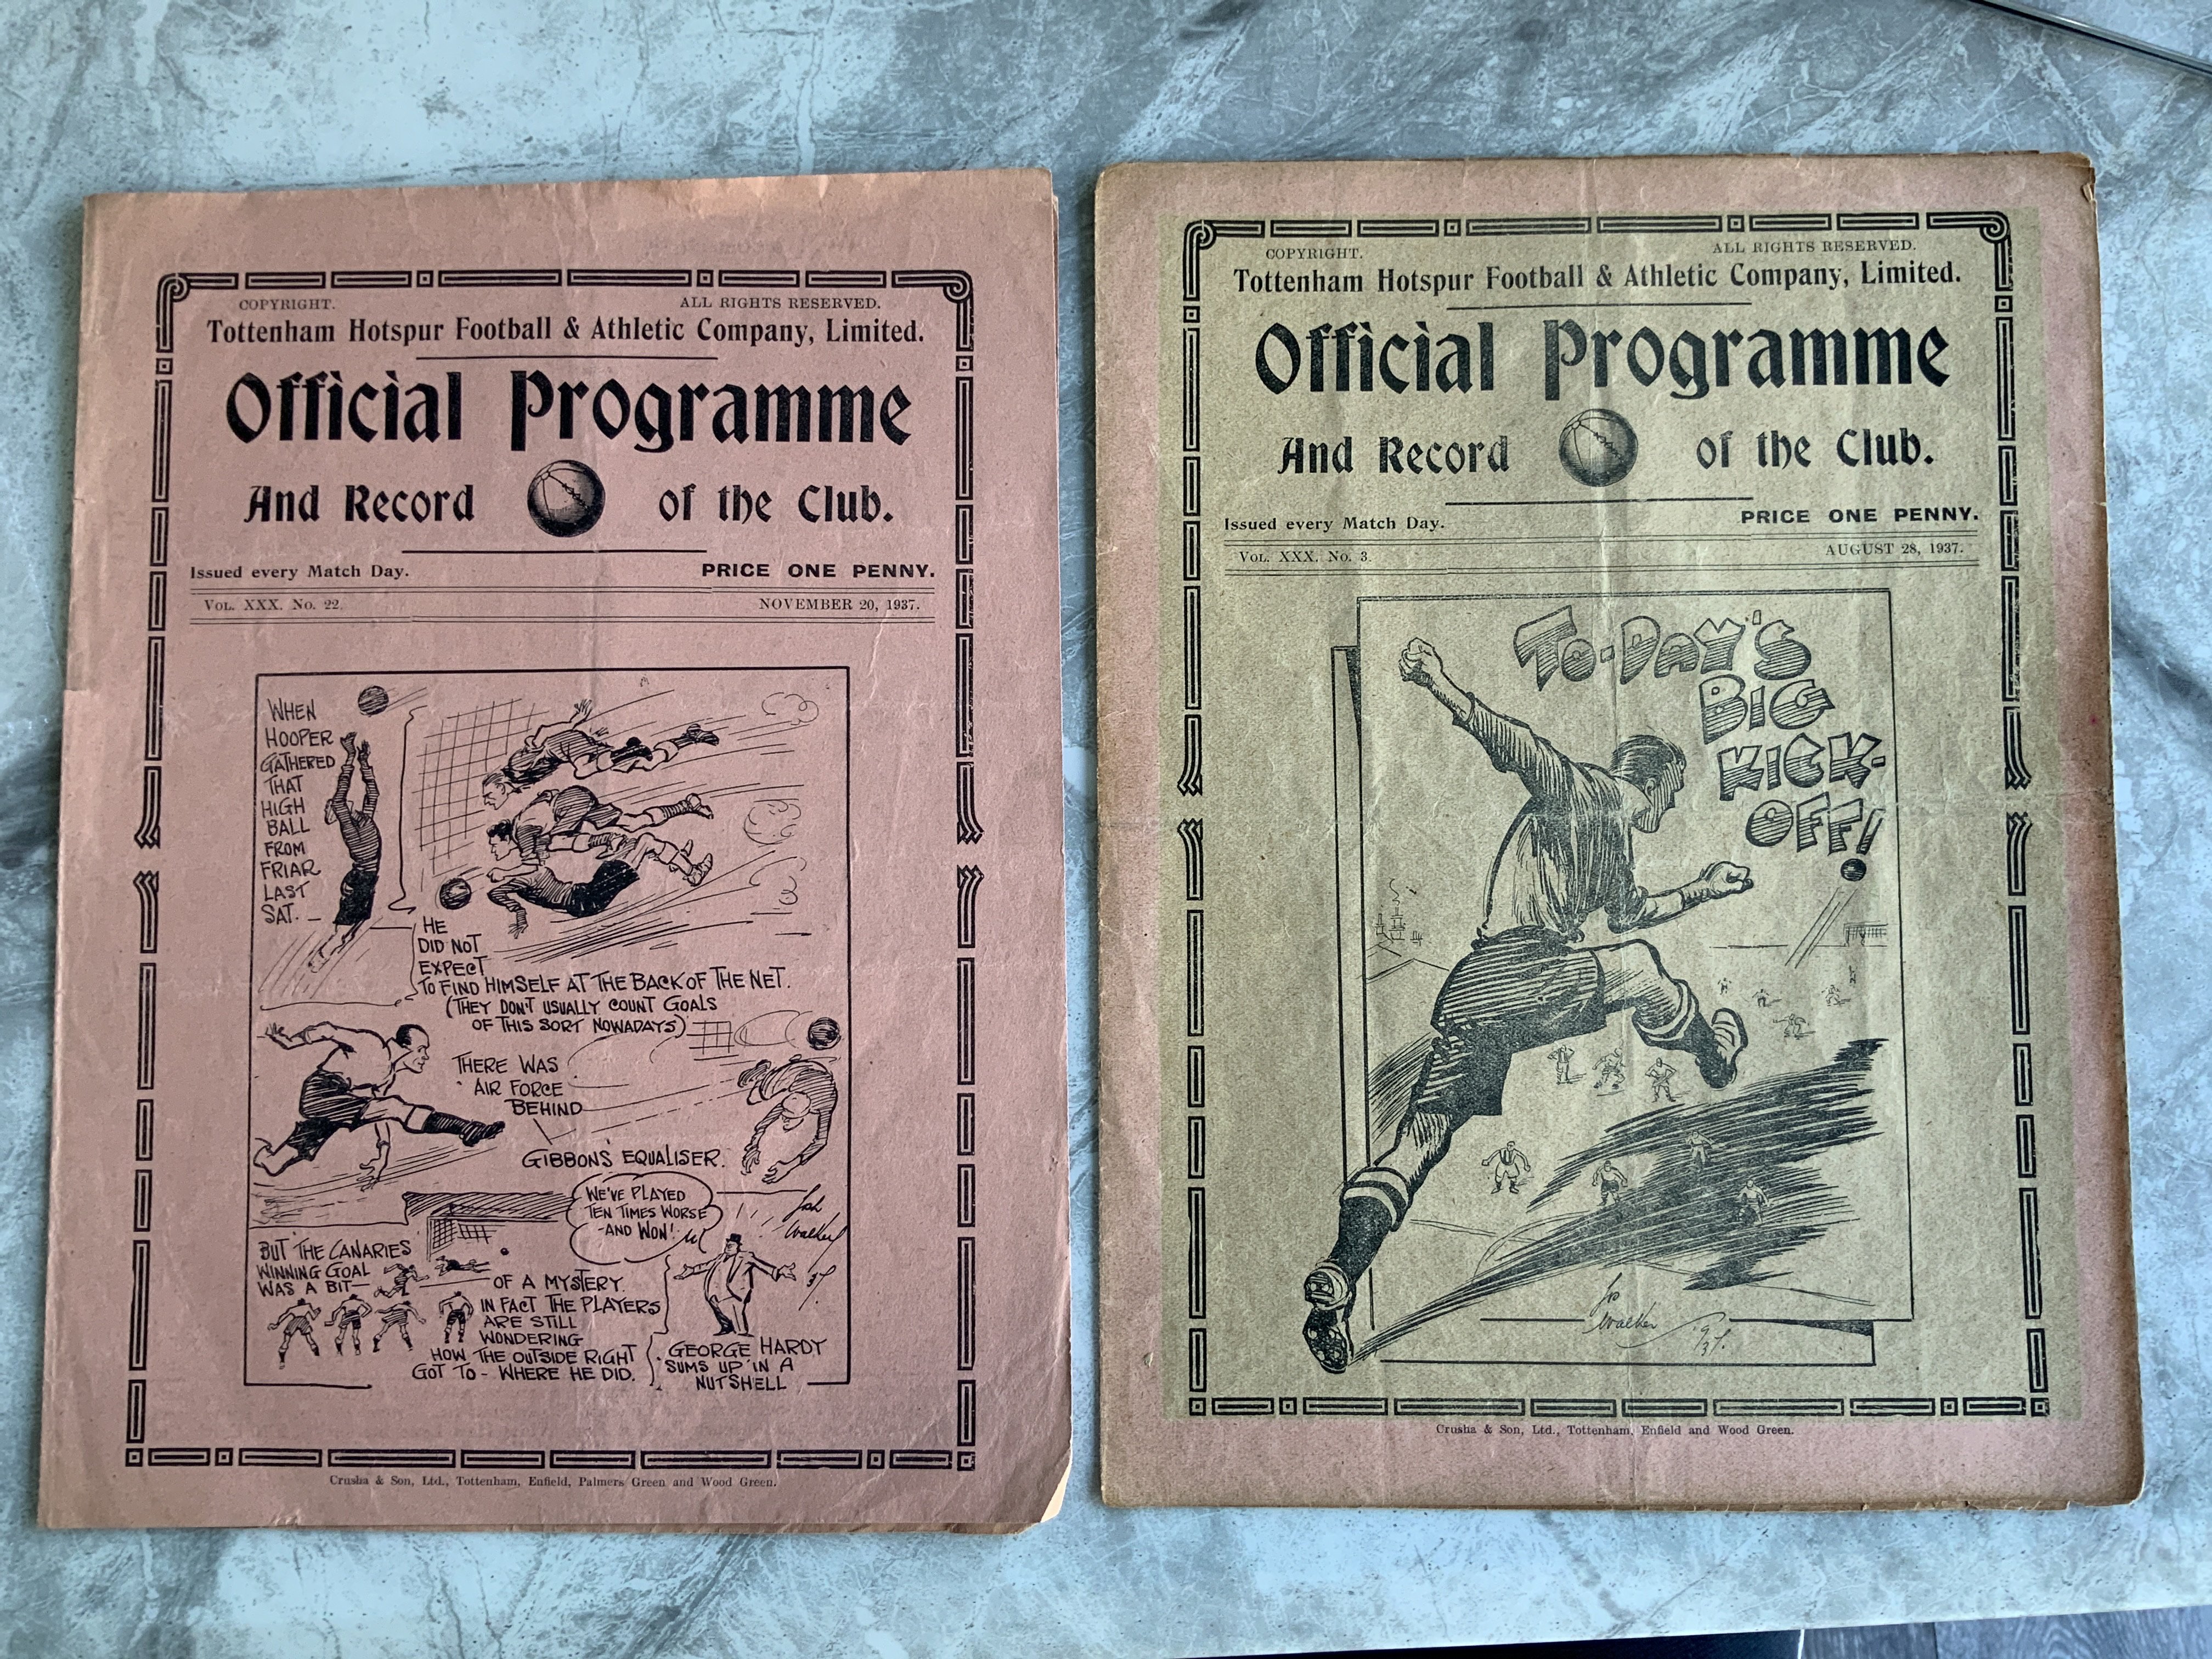 COPYRIGHT. ALL RIGHTS RESERVED.
Tottenham Hotspur Football & Athletic Company, Limited.
Official Programme
And Record of the Club.
Issued every Match Day. PRICE ONE PENNY.
VOL. XXX. No. 22. NOVEMBER 20, 1937.
WHEN
HOOPER
GATHERED
THAT
HIGH
BALL
FROM
FRIAR
LAST
SAT. –
HE
DID NOT
EXPECT
TO FIND HIMSELF AT THE BACK OF THE NET.
(THEY DON'T USUALLY COUNT GOALS
OF THIS SORT NOWADAYS)
THERE WAS
AIR FORCE
BEHIND
GIBBON'S EQUALISER.
WE'VE PLAYED
TEN TIMES WORSE
-AND WON!
BUT THE CANARIES
WINNING GOAL
WAS A BIT—
OF A MYSTERY.
IN FACT THE PLAYERS
ARE STILL
WONDERING
HOW THE OUTSIDE RIGHT
GOT TO - WHERE HE DID.
GEORGE HARDY
SUMS UP IN A
NUTSHELL
Walker
37
Crusha & Son, Ltd., Tottenham, Enfield, Palmers Green and Wood Green.
COPYRIGHT. ALL RIGHTS RESERVED.
Tottenham Hotspur Football & Athletic Company, Limited.
Official Programme
And Record of the Club.
Issued every Match Day. PRICE ONE PENNY.
VOL. XXX. No. 3. AUGUST 28, 1937.
TO-DAY'S
BIG
KICK-
OFF!
Walker
Crusha & Son, Ltd., Tottenham, Enfield and Wood Green.